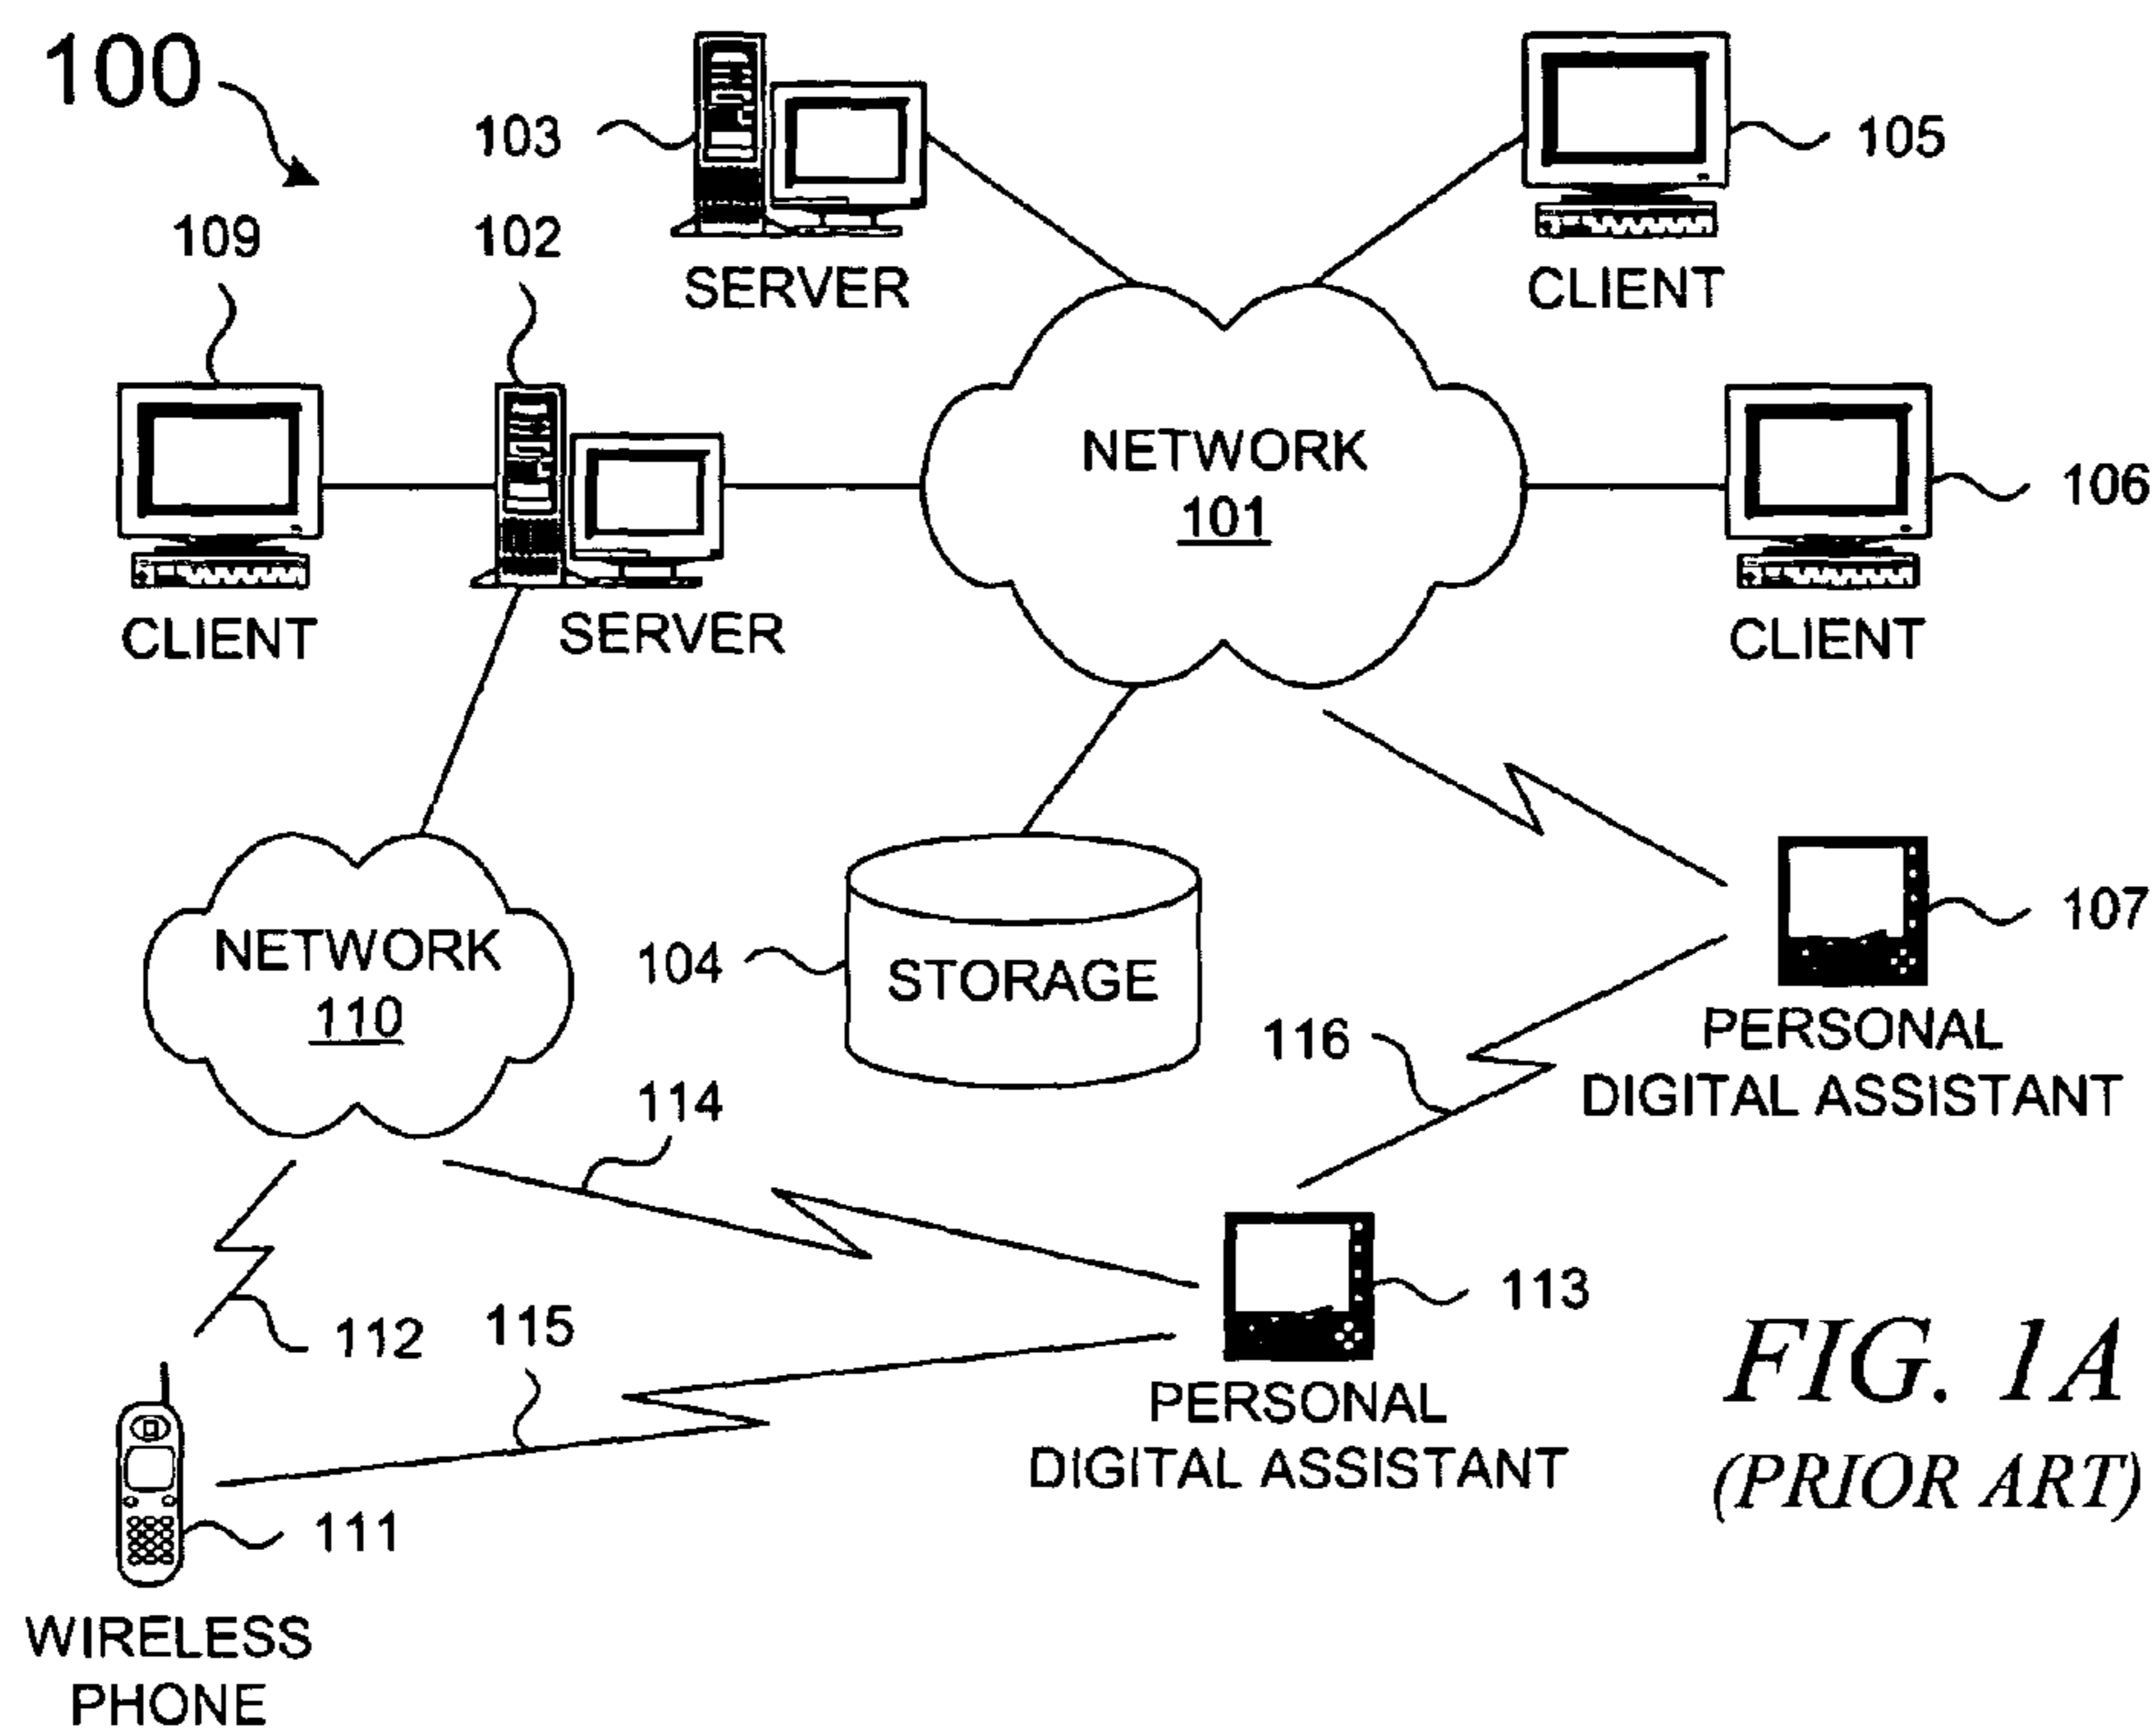 100
103
105
109
102
SERVER
CLIENT
NETWORK
101
106
CLIENT
SERVER
CLIENT
NETWORK
110
104
STORAGE
107
PERSONAL
DIGITAL ASSISTANT
116
114
113
112
115
PERSONAL
DIGITAL ASSISTANT
111
WIRELESS
PHONE
FIG. 1A
(PRIOR ART)